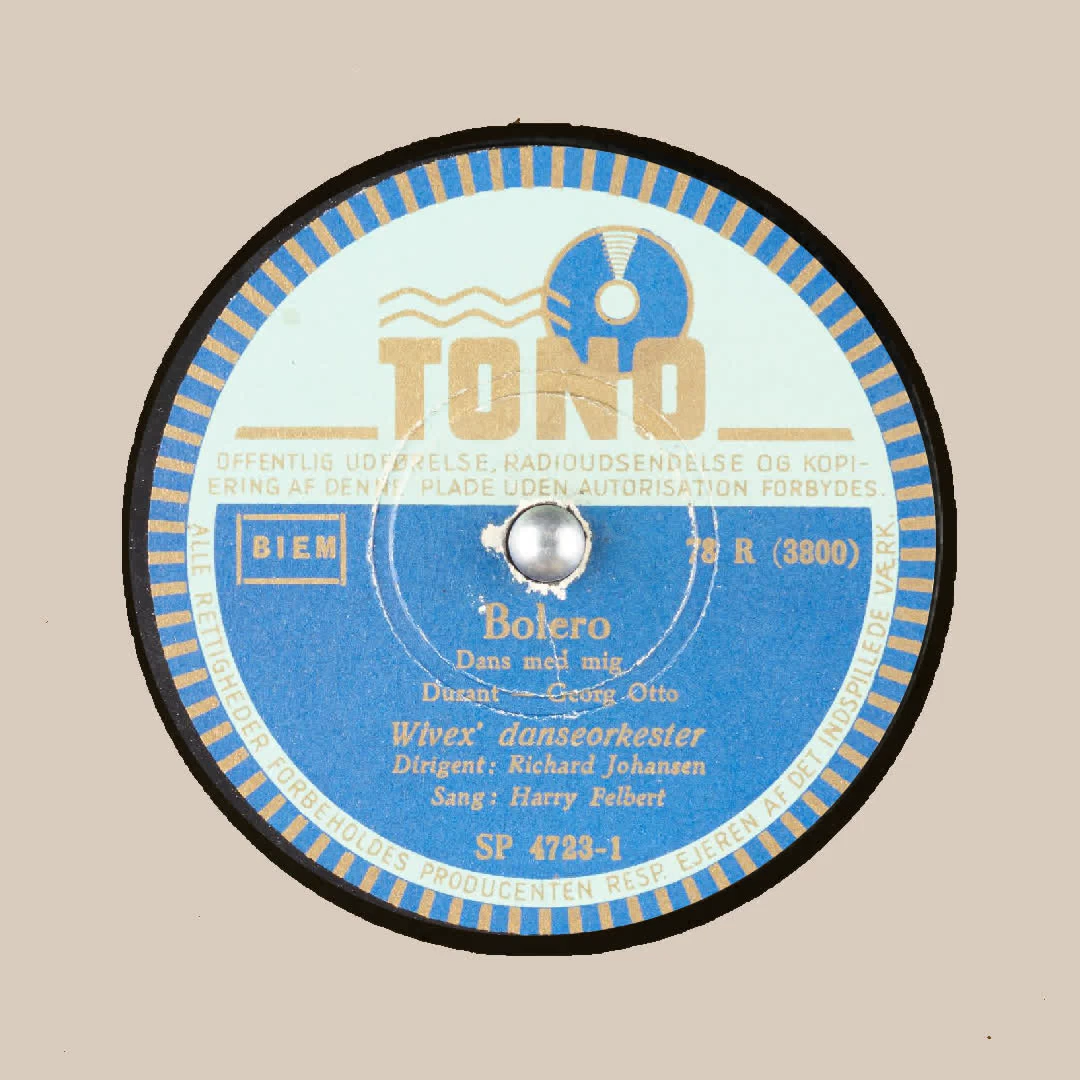 TONO
OFFENTLIG UDFØRELSE, RADIOUDSENDELSE OG KOPI-
ERING AF DENNE PLADE UDEN AUTORISATION FORBYDES.
BIEM
78 R (3800)
Bolero
Dans med mig
Durant — Georg Otto
Wivex' danseorkester
Dirigent: Richard Johansen
Sang: Harry Felbert
SP 4723-1
ALLE RETTIGHEDER FORBEHOLDES PRODUCENTEN RESP. EJEREN AF DET INDSPILLEDE VÆRK